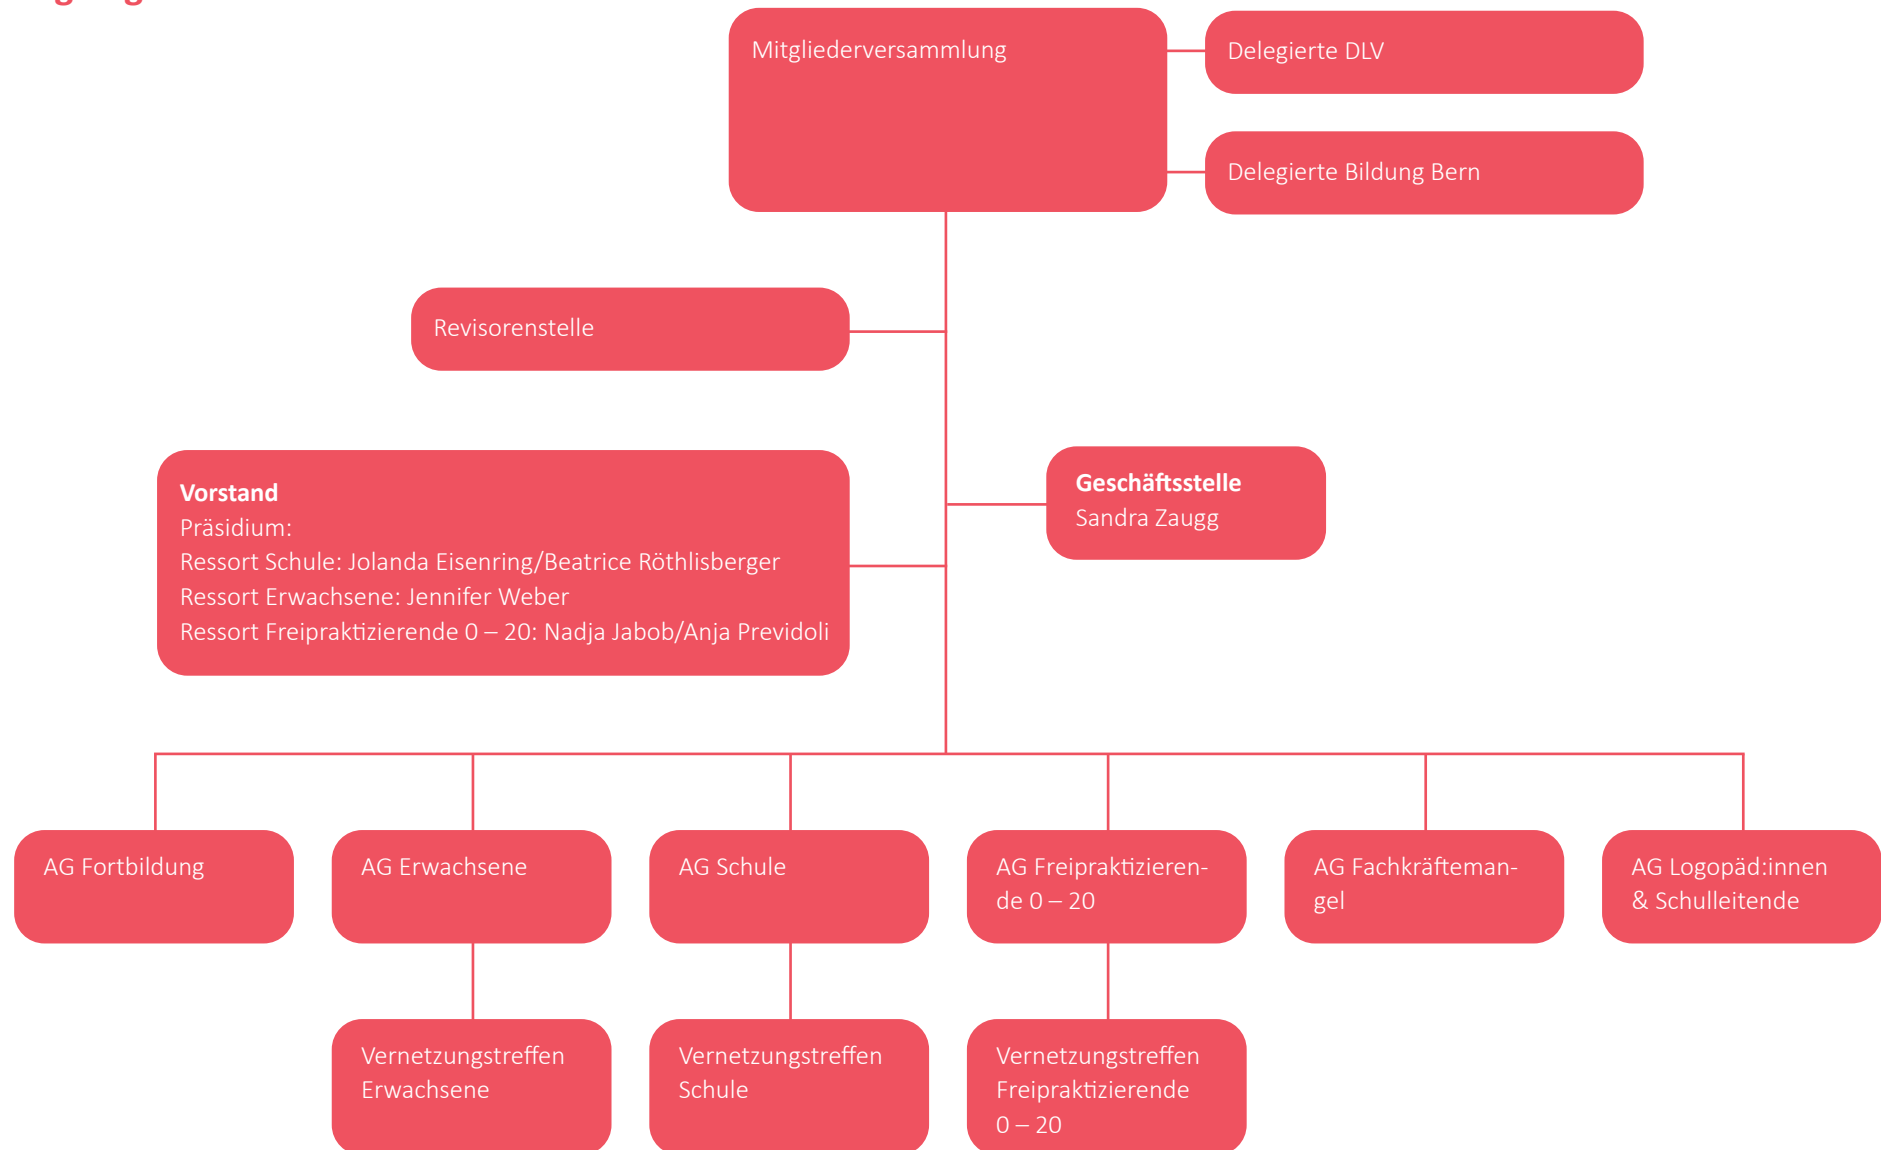 Mitgliederversammlung
Delegierte DLV
Delegierte Bildung Bern
Revisorenstelle
Vorstand
Präsidium:
Ressort Schule: Jolanda Eisenring/Beatrice Röthlisberger
Ressort Erwachsene: Jennifer Weber
Ressort Freipraktizierende 0 – 20: Nadja Jabob/Anja Previdoli
Geschäftsstelle
Sandra Zaugg
AG Fortbildung
AG Erwachsene
AG Schule
AG Freipraktizieren-
de 0 – 20
AG Fachkräfteman-
gel
AG Logopäd:innen
& Schulleitende
Vernetzungstreffen
Erwachsene
Vernetzungstreffen
Schule
Vernetzungstreffen
Freipraktizierende
0 – 20